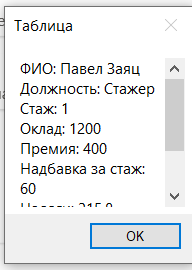 Таблица
ФИО: Павел Заяц
Должность: Стажер
Стаж: 1
Оклад: 1200
Премия: 400
Надбавка за стаж:
60
OK